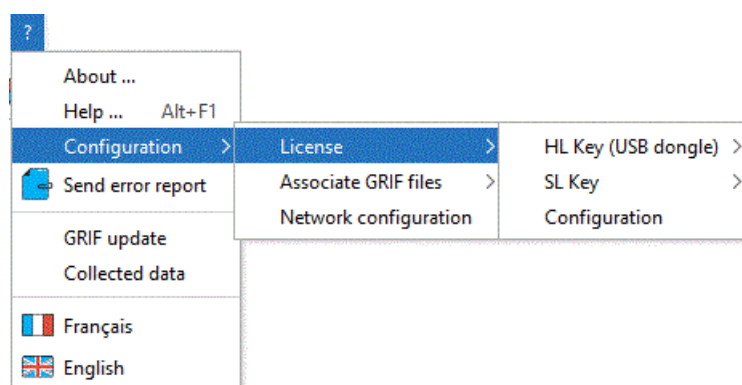 ?
About ...
Help ... Alt+F1
Configuration >
Send error report
GRIF update
Collected data
Français
English
License >
Associate GRIF files >
Network configuration
HL Key (USB dongle) >
SL Key >
Configuration